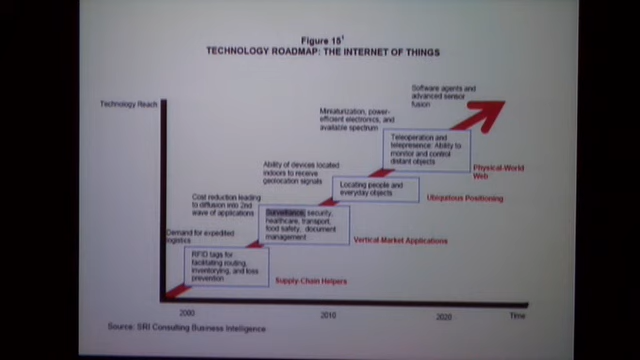 Figure 15¹
TECHNOLOGY ROADMAP: THE INTERNET OF THINGS
Software agents and
advanced sensor
fusion
Technology Reach
Miniaturization, power-
efficient electronics, and
available spectrum
Teleoperation and
telepresence: Ability to
monitor and control
distant objects
Physical-World
Web
Ability of devices located
indoors to receive
geolocation signals
Locating people and
everyday objects
Ubiquitous Positioning
Cost reduction leading
to diffusion into 2nd
wave of applications
Surveillance, security,
healthcare, transport,
food safety, document
management
Vertical-Market Applications
Demand for expedited
logistics
RFID tags for
facilitating routing,
inventorying, and loss
prevention
Supply-Chain Helpers
2000
2010
2020
Time
Source: SRI Consulting Business Intelligence